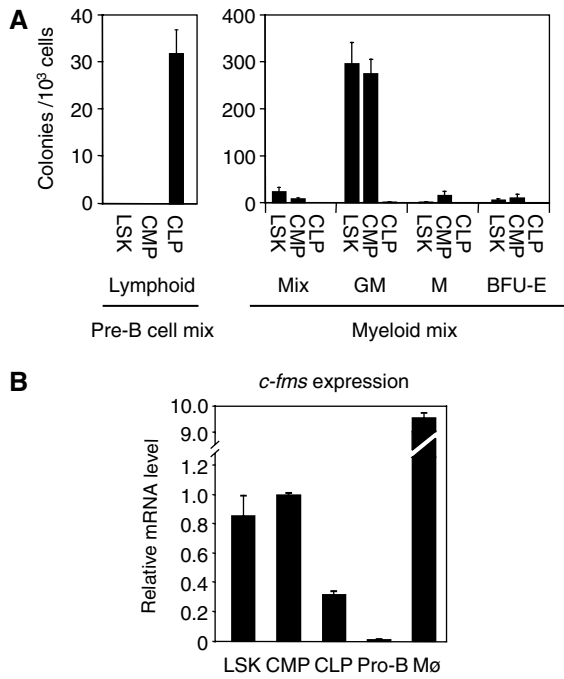 A
Colonies /10³ cells
40
30
20
10
0
400
300
200
100
0
LSK
CMP
CLP
LSK
CMP
CLP
LSK
CMP
CLP
LSK
CMP
CLP
LSK
CMP
CLP
Lymphoid
Mix GM M BFU-E
Pre-B cell mix
Myeloid mix
B
c-fms expression
Relative mRNA level
10.0
9.0
1.2
1.0
0.8
0.6
0.4
0.2
0
LSK CMP CLP Pro-B Mø